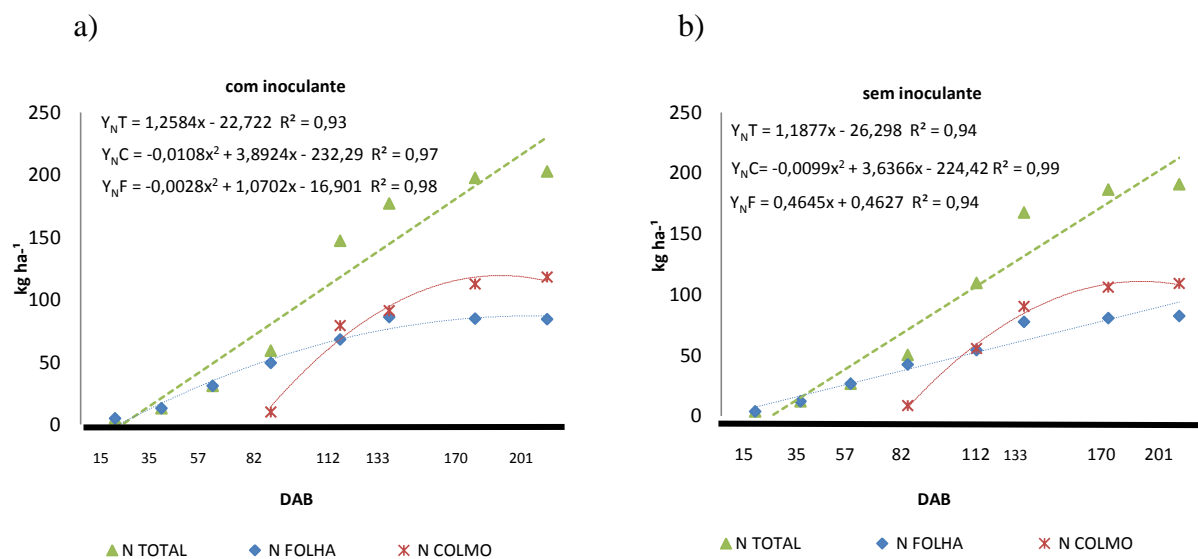 a)
com inoculante
Y_NT = 1,2584x - 22,722 R² = 0,93
Y_NC = -0,0108x² + 3,8924x - 232,29 R² = 0,97
Y_NF = -0,0028x² + 1,0702x - 16,901 R² = 0,98
250
200
150
100
50
0
kg ha-¹
15 35 57 82 112 133 170 201
DAB
N TOTAL N FOLHA N COLMO
b)
sem inoculante
Y_NT = 1,1877x - 26,298 R² = 0,94
Y_NC= -0,0099x² + 3,6366x - 224,42 R² = 0,99
Y_NF = 0,4645x + 0,4627 R² = 0,94
250
200
150
100
50
0
kg ha-¹
15 35 57 82 112 133 170 201
DAB
N TOTAL N FOLHA N COLMO